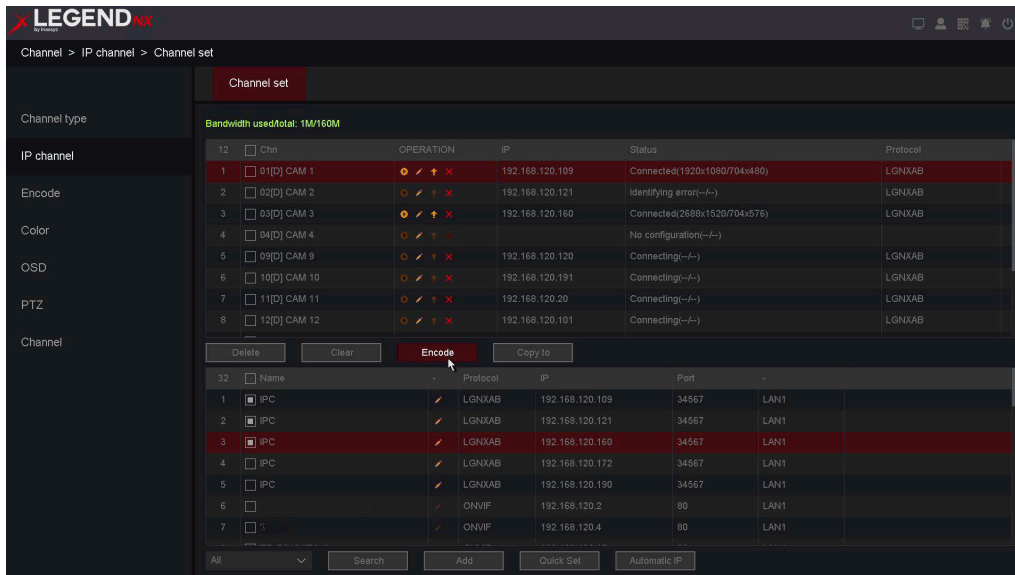 LEGEND NX
by Inaxsys
Channel > IP channel > Channel set
Channel set
Channel type
IP channel
Encode
Color
OSD
PTZ
Channel
Bandwidth used/total: 1M/160M
12 Chn OPERATION IP Status Protocol
1 01[D] CAM 1 192.168.120.109 Connected(1920x1080/704x480) LGNXAB
2 02[D] CAM 2 192.168.120.121 Identifying error(--/--) LGNXAB
3 03[D] CAM 3 192.168.120.160 Connected(2688x1520/704x576) LGNXAB
4 04[D] CAM 4 No configuration(--/--)
5 09[D] CAM 9 192.168.120.120 Connecting(--/--) LGNXAB
6 10[D] CAM 10 192.168.120.191 Connecting(--/--) LGNXAB
7 11[D] CAM 11 192.168.120.20 Connecting(--/--) LGNXAB
8 12[D] CAM 12 192.168.120.101 Connecting(--/--) LGNXAB
Delete Clear Encode Copy to
32 Name - Protocol IP Port -
1 IPC LGNXAB 192.168.120.109 34567 LAN1
2 IPC LGNXAB 192.168.120.121 34567 LAN1
3 IPC LGNXAB 192.168.120.160 34567 LAN1
4 IPC LGNXAB 192.168.120.172 34567 LAN1
5 IPC LGNXAB 192.168.120.190 34567 LAN1
6 ONVIF 192.168.120.2 80 LAN1
7 ONVIF 192.168.120.4 80 LAN1
All Search Add Quick Set Automatic IP